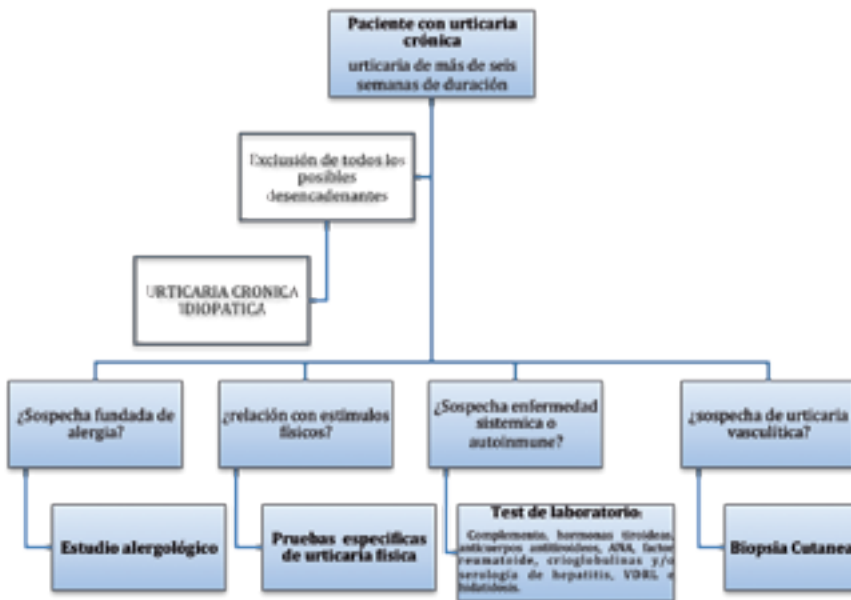 Paciente con urticaria
crónica
urticaria de más de seis
semanas de duración
Exclusión de todos los
posibles
desencadenantes
URTICARIA CRONICA
IDIOPATICA
¿Sospecha fundada de
alergia?
¿relación con estímulos
físicos?
¿Sospecha enfermedad
sistemica o
autoinmune?
¿sospecha de urticaria
vasculítica?
Estudio alergológico
Pruebas especificas
de urticaria física
Test de laboratorio:
Complemento, hormonas tiroideas,
anticuerpos antitiroideos, ANA, factor
reumatoide, crioglobulinas y/o
serología de hepatitis, VDRL o
hidatidosis.
Biopsia Cutanea